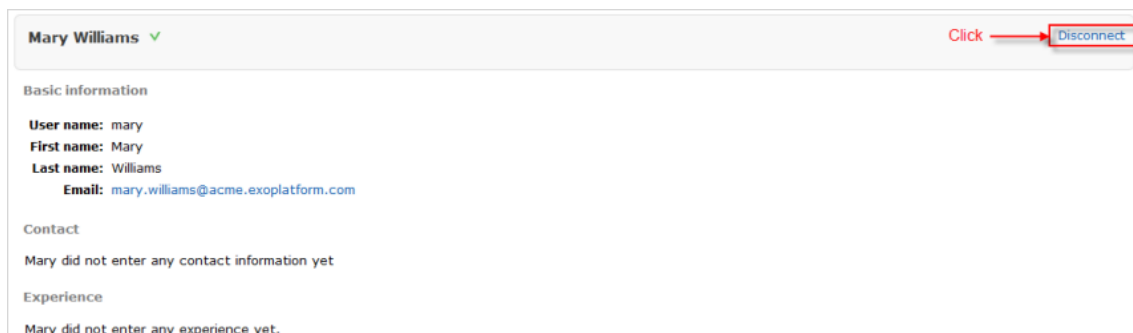 Mary Williams
Click
Disconnect
Basic information
User name: mary
First name: Mary
Last name: Williams
Email: mary.williams@acme.exoplatform.com
Contact
Mary did not enter any contact information yet
Experience
Mary did not enter any experience yet.